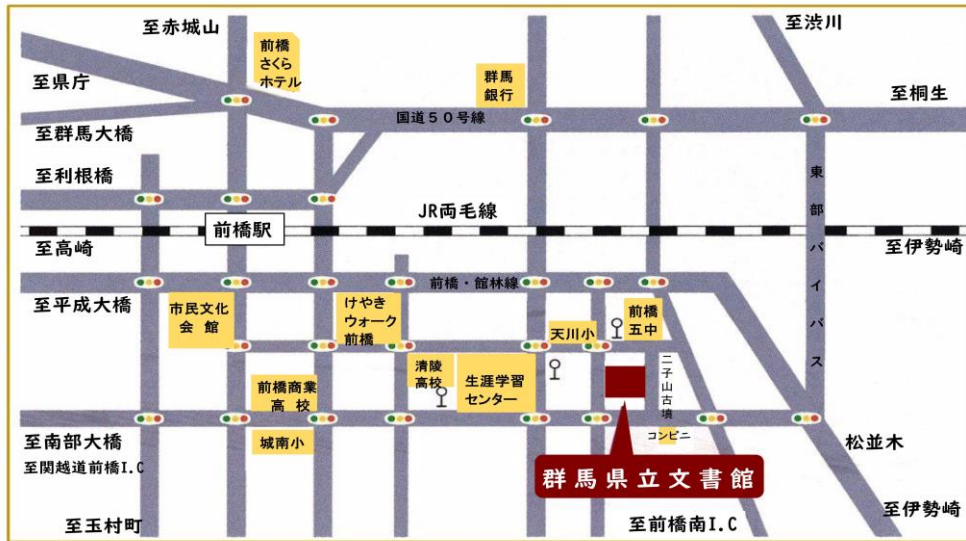 至赤城山
至渋川
前橋
さくら
ホテル
至県庁
群馬
銀行
至桐生
国道５０号線
至群馬大橋
至利根橋
東部バイパス
JR両毛線
前橋駅
至高崎
至伊勢崎
前橋・館林線
至平成大橋
市民文化
会館
けやき
ウォーク
前橋
天川小
前橋
五中
清陵
高校
生涯学習
センター
二子山古墳
前橋商業
高校
コンビニ
至南部大橋
城南小
松並木
至関越道前橋I.C
群馬県立文書館
至伊勢崎
至玉村町
至前橋南I.C